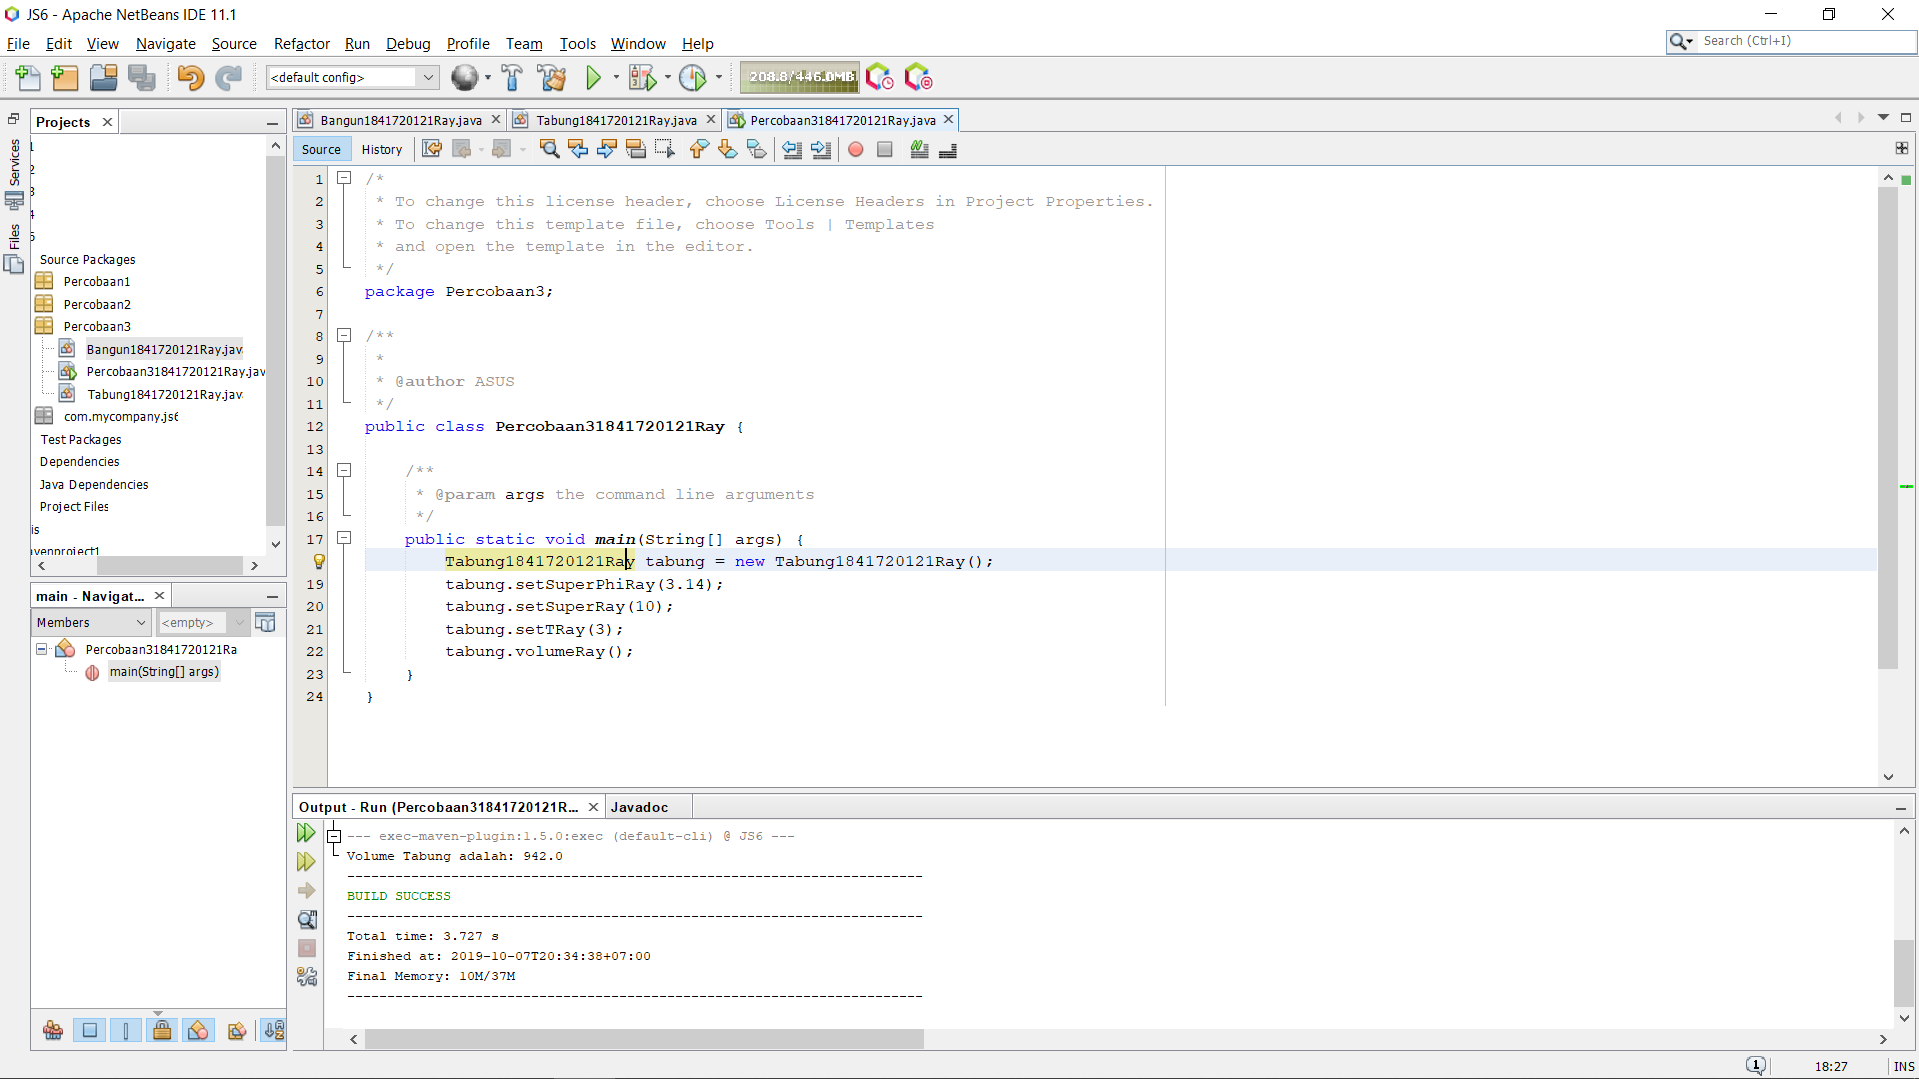 JS6 - Apache NetBeans IDE 11.1
File Edit View Navigate Source Refactor Run Debug Profile Team Tools Window Help
Search (Ctrl+I)
<default config>
208.8/446.0MB
Projects
Bangun1841720121Ray.java
Tabung1841720121Ray.java
Percobaan31841720121Ray.java
Services
Files
Source History
1
2
3
4
5
Source Packages
Percobaan1
Percobaan2
Percobaan3
Bangun1841720121Ray.jav
Percobaan31841720121Ray.jav
Tabung1841720121Ray.java
com.mycompany.js6
Test Packages
Dependencies
Java Dependencies
Project Files
is
avenproject1
main - Navigat...
Members
<empty>
Percobaan31841720121Ra
main(String[] args)
1 /*
2 * To change this license header, choose License Headers in Project Properties.
3 * To change this template file, choose Tools | Templates
4 * and open the template in the editor.
5 */
6 package Percobaan3;
7
8 /**
9 *
10 * @author ASUS
11 */
12 public class Percobaan31841720121Ray {
13
14 /**
15 * @param args the command line arguments
16 */
17 public static void main(String[] args) {
Tabung1841720121Ray tabung = new Tabung1841720121Ray();
19 tabung.setSuperPhiRay(3.14);
20 tabung.setSuperRay(10);
21 tabung.setTRay(3);
22 tabung.volumeRay();
23 }
24 }
Output - Run (Percobaan31841720121R...
Javadoc
--- exec-maven-plugin:1.5.0:exec (default-cli) @ JS6 ---
Volume Tabung adalah: 942.0
------------------------------------------------------------------------
BUILD SUCCESS
------------------------------------------------------------------------
Total time: 3.727 s
Finished at: 2019-10-07T20:34:38+07:00
Final Memory: 10M/37M
------------------------------------------------------------------------
1
18:27
INS